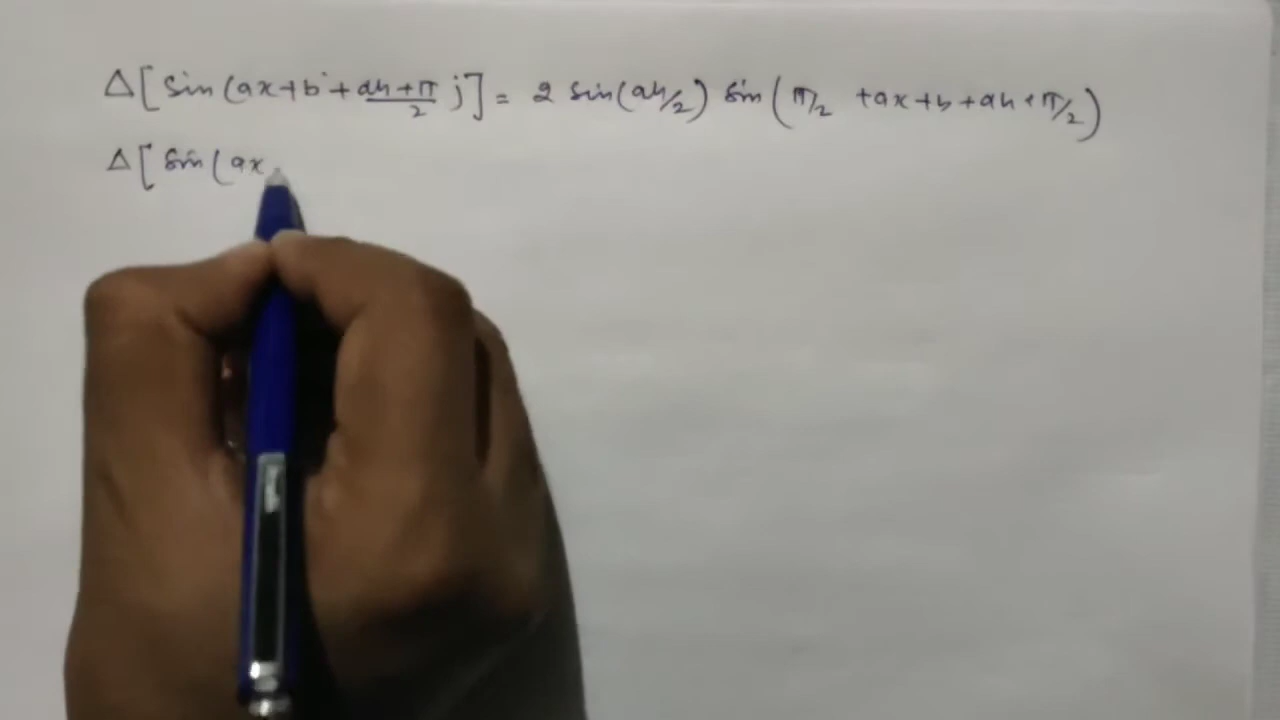 Δ[Sin(ax+b+(ah+π)/2)] = 2 Sin(ah/2) Sin(π/2 +ax+b+ah+π/2)
Δ[Sin(ax